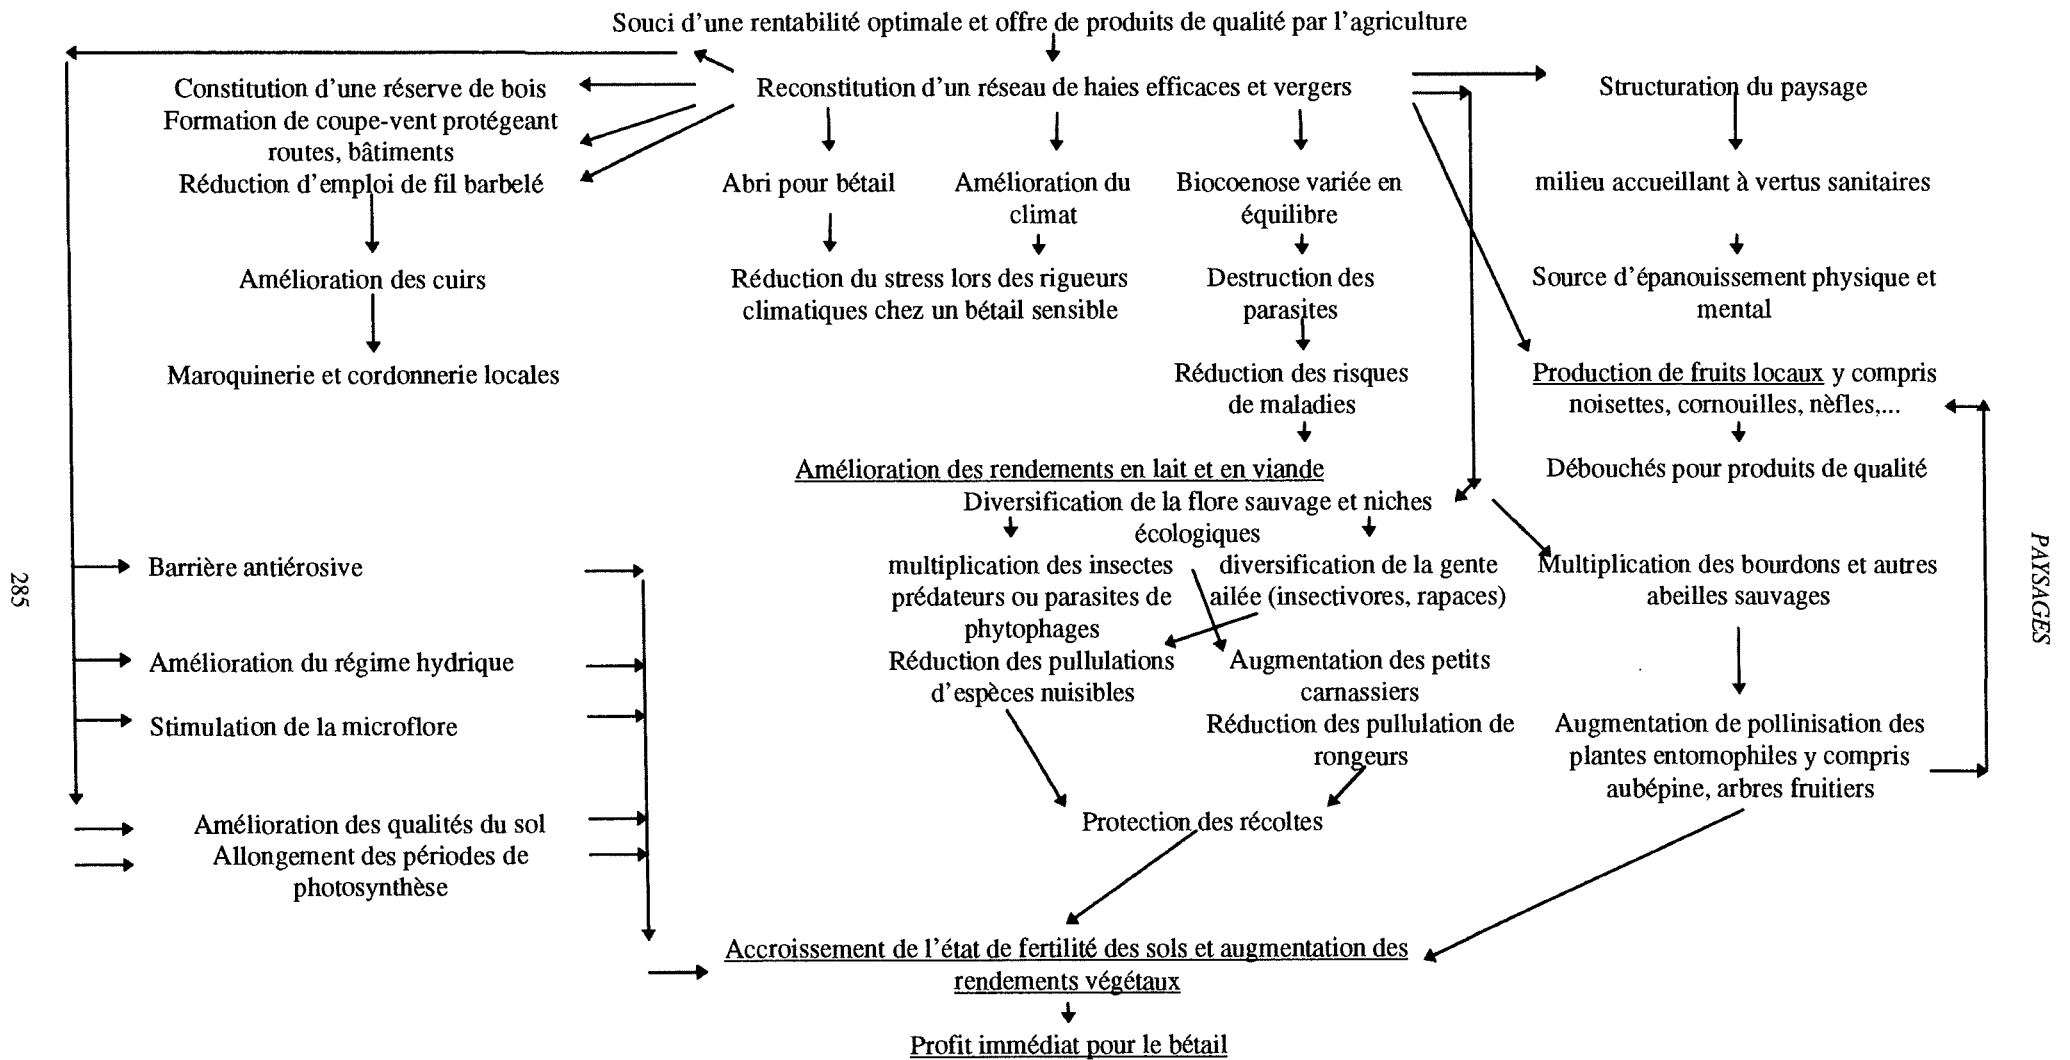 Souci d'une rentabilité optimale et offre de produits de qualité par l'agriculture
Reconstitution d'un réseau de haies efficaces et vergers
Constitution d'une réserve de bois
Formation de coupe-vent protégeant
routes, bâtiments
Réduction d'emploi de fil barbelé
Amélioration des cuirs
Maroquinerie et cordonnerie locales
Abri pour bétail
Amélioration du
climat
Réduction du stress lors des rigueurs
climatiques chez un bétail sensible
Biocoenose variée en
équilibre
Destruction des
parasites
Réduction des risques
de maladies
Amélioration des rendements en lait et en viande
Structuration du paysage
milieu accueillant à vertus sanitaires
Source d'épanouissement physique et
mental
Production de fruits locaux y compris
noisettes, cornouilles, nèfles,...
Débouchés pour produits de qualité
Diversification de la flore sauvage et niches
écologiques
multiplication des insectes
prédateurs ou parasites de
phytophages
Réduction des pullulations
d'espèces nuisibles
diversification de la gente
ailée (insectivores, rapaces)
Augmentation des petits
carnassiers
Réduction des pullulation de
rongeurs
Multiplication des bourdons et autres
abeilles sauvages
Augmentation de pollinisation des
plantes entomophiles y compris
aubépine, arbres fruitiers
Protection des récoltes
Barrière antiérosive
Amélioration du régime hydrique
Stimulation de la microflore
Amélioration des qualités du sol
Allongement des périodes de
photosynthèse
Accroissement de l'état de fertilité des sols et augmentation des
rendements végétaux
Profit immédiat pour le bétail
285
PAYSAGES